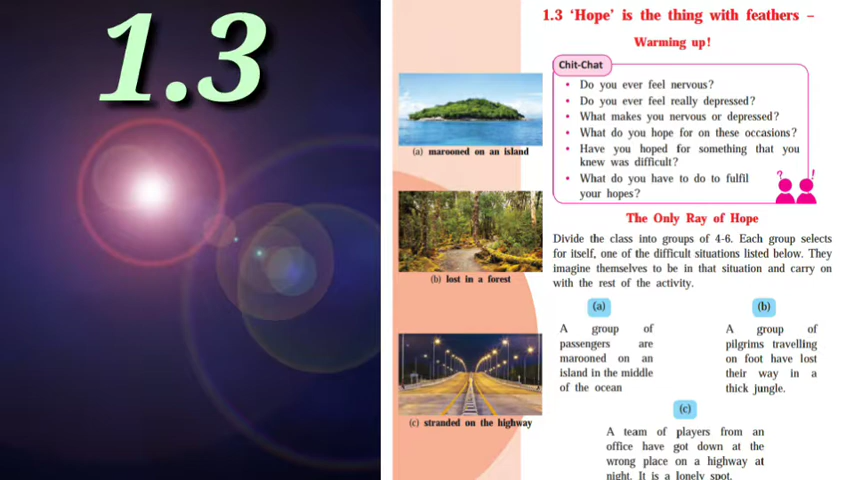 1.3
1.3 ‘Hope’ is the thing with feathers –
Warming up!
Chit-Chat
• Do you ever feel nervous?
• Do you ever feel really depressed?
• What makes you nervous or depressed?
• What do you hope for on these occasions?
• Have you hoped for something that you
knew was difficult?
• What do you have to do to fulfil
your hopes?
? !
(a) marooned on an island
(b) lost in a forest
(c) stranded on the highway
The Only Ray of Hope
Divide the class into groups of 4-6. Each group selects
for itself, one of the difficult situations listed below. They
imagine themselves to be in that situation and carry on
with the rest of the activity.
(a)
A group of
passengers are
marooned on an
island in the middle
of the ocean
(b)
A group of
pilgrims travelling
on foot have lost
their way in a
thick jungle.
(c)
A team of players from an
office have got down at the
wrong place on a highway at
night. It is a lonely spot.